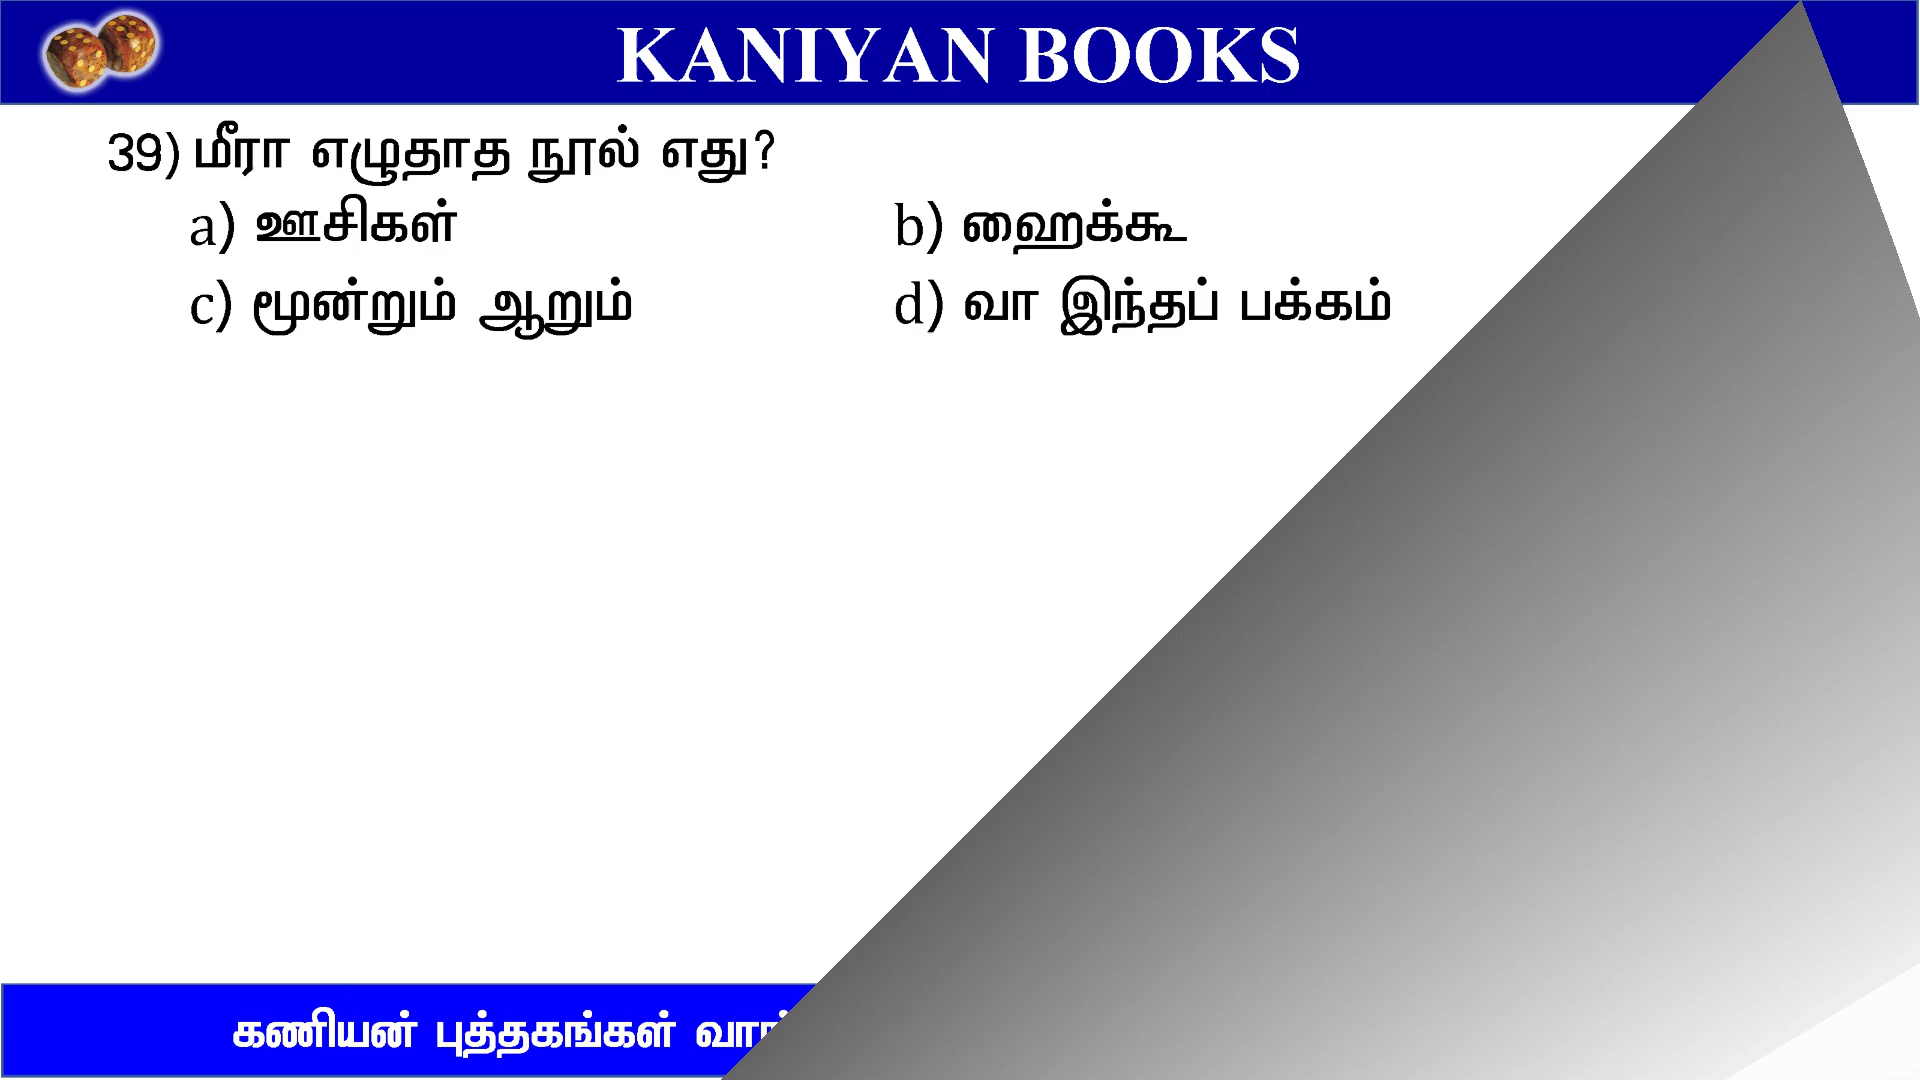 KANIYAN BOOKS
39) மீரா எழுதாத நூல் எது?
a) ஊசிகள் b) ஹைக்கூ
c) மூன்றும் ஆறும் d) வா இந்தப் பக்கம்
கணியன் புத்தகங்கள்